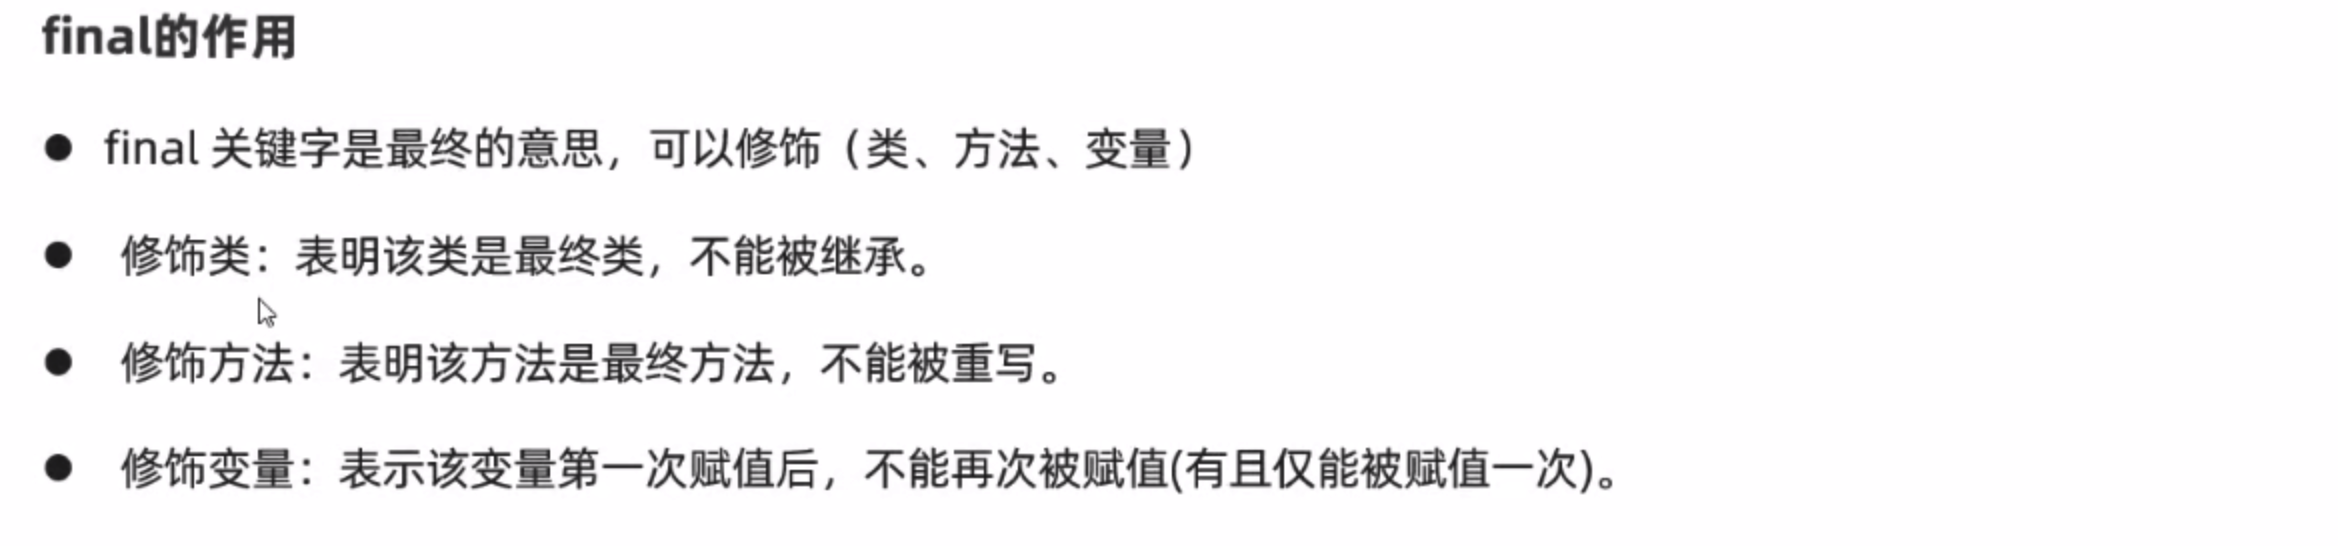 final的作用
● final 关键字是最终的意思，可以修饰（类、方法、变量）
● 修饰类：表明该类是最终类，不能被继承。
● 修饰方法：表明该方法是最终方法，不能被重写。
● 修饰变量：表示该变量第一次赋值后，不能再次被赋值(有且仅能被赋值一次)。